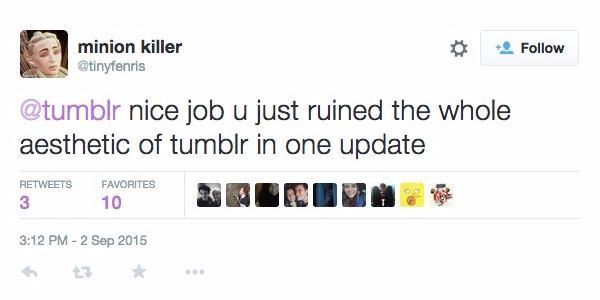 minion killer
@tinyfenris
Follow
@tumblr nice job u just ruined the whole
aesthetic of tumblr in one update
RETWEETS FAVORITES
3 10
3:12 PM - 2 Sep 2015